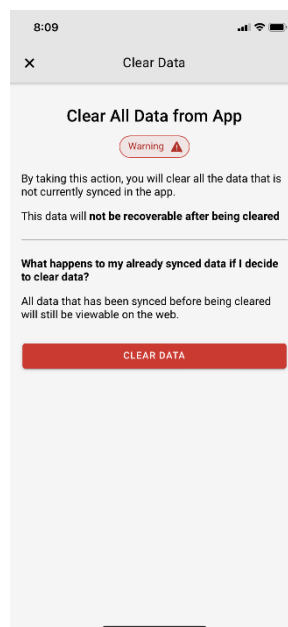 8:09
Clear Data
Clear All Data from App
Warning
By taking this action, you will clear all the data that is
not currently synced in the app.
This data will not be recoverable after being cleared
What happens to my already synced data if I decide
to clear data?
All data that has been synced before being cleared
will still be viewable on the web.
CLEAR DATA